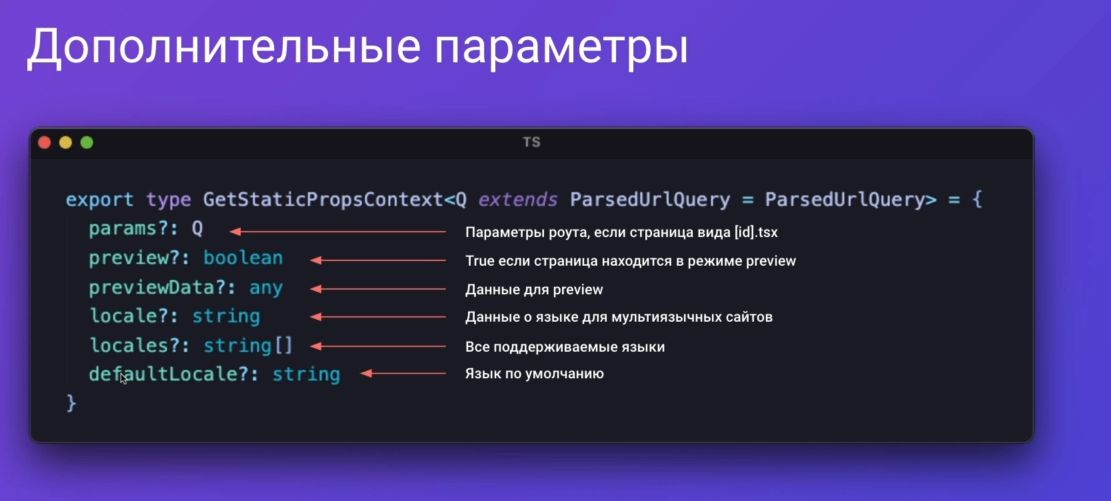 Дополнительные параметры
TS
export type GetStaticPropsContext<Q extends ParsedUrlQuery = ParsedUrlQuery> = {
params?: Q Параметры роута, если страница вида [id].tsx
preview?: boolean True если страница находится в режиме preview
previewData?: any Данные для preview
locale?: string Данные о языке для мультиязычных сайтов
locales?: string[] Все поддерживаемые языки
defaultLocale?: string Язык по умолчанию
}